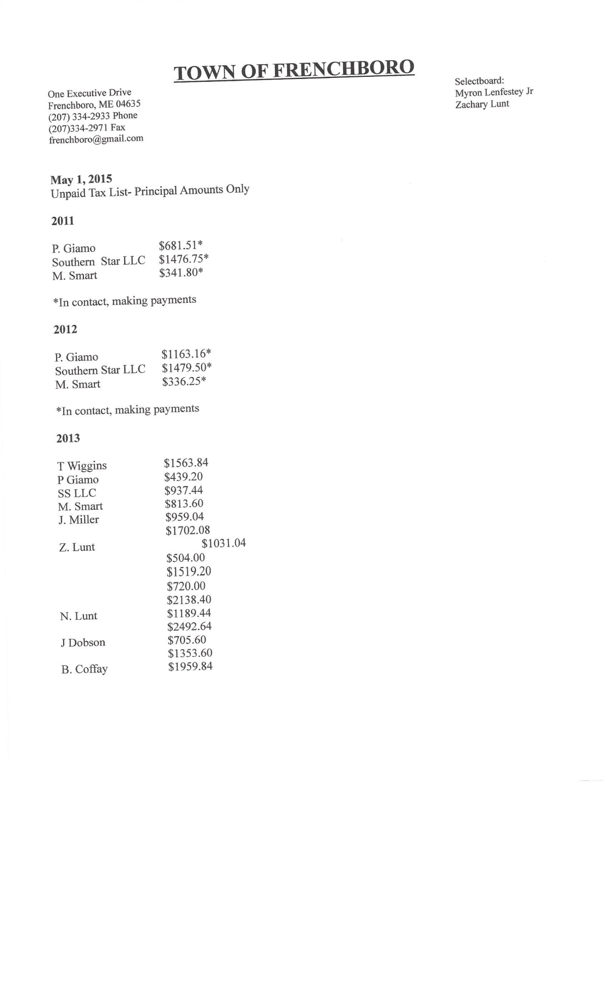 TOWN OF FRENCHBORO
Selectboard:
Myron Lenfestey Jr
Zachary Lunt
One Executive Drive
Frenchboro, ME 04635
(207) 334-2933 Phone
(207)334-2971 Fax
frenchboro@gmail.com
May 1, 2015
Unpaid Tax List- Principal Amounts Only
2011
P. Giamo $681.51*
Southern Star LLC $1476.75*
M. Smart $341.80*
*In contact, making payments
2012
P. Giamo $1163.16*
Southern Star LLC $1479.50*
M. Smart $336.25*
*In contact, making payments
2013
T Wiggins $1563.84
P Giamo $439.20
SS LLC $937.44
M. Smart $813.60
J. Miller $959.04
$1702.08
Z. Lunt $1031.04
$504.00
$1519.20
$720.00
$2138.40
N. Lunt $1189.44
$2492.64
J Dobson $705.60
$1353.60
B. Coffay $1959.84